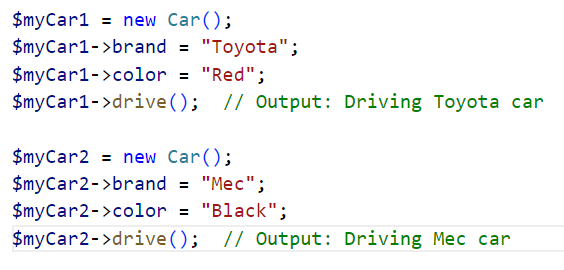 $myCar1 = new Car();
$myCar1->brand = "Toyota";
$myCar1->color = "Red";
$myCar1->drive();  // Output: Driving Toyota car

$myCar2 = new Car();
$myCar2->brand = "Mec";
$myCar2->color = "Black";
$myCar2->drive();  // Output: Driving Mec car